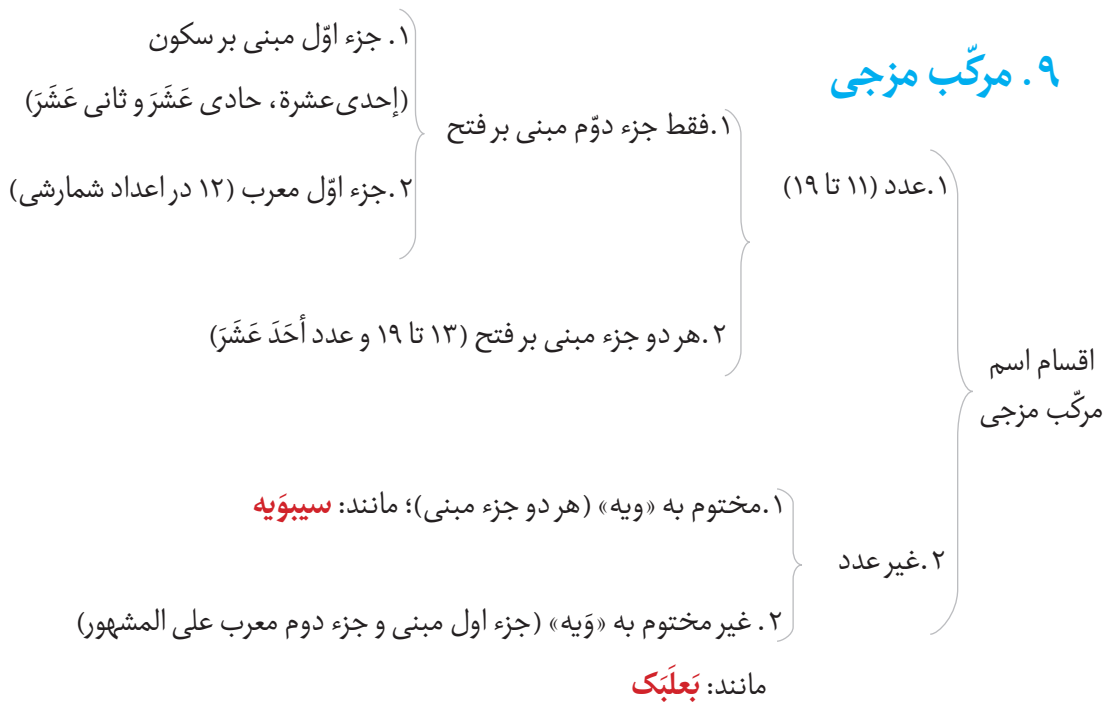 ۹. مرکّب مزجی
اقسام اسم
مرکّب مزجی
۱.عدد (۱۱ تا ۱۹)
۱.فقط جزء دوّم مبنی بر فتح
۱. جزء اوّل مبنی بر سکون
(إحدی‌عشرة، حادی عَشَرَ و ثانی عَشَرَ)
۲.جزء اوّل معرب (۱۲ در اعداد شمارشی)
۲.هر دو جزء مبنی بر فتح (۱۳ تا ۱۹ و عدد أحَدَ عَشَرَ)
۲.غیر عدد
۱.مختوم به «ویه» (هر دو جزء مبنی)؛ مانند: سیبوَیه
۲. غیر مختوم به «وَیه» (جزء اول مبنی و جزء دوم معرب علی المشهور)
مانند: بَعلَبَک